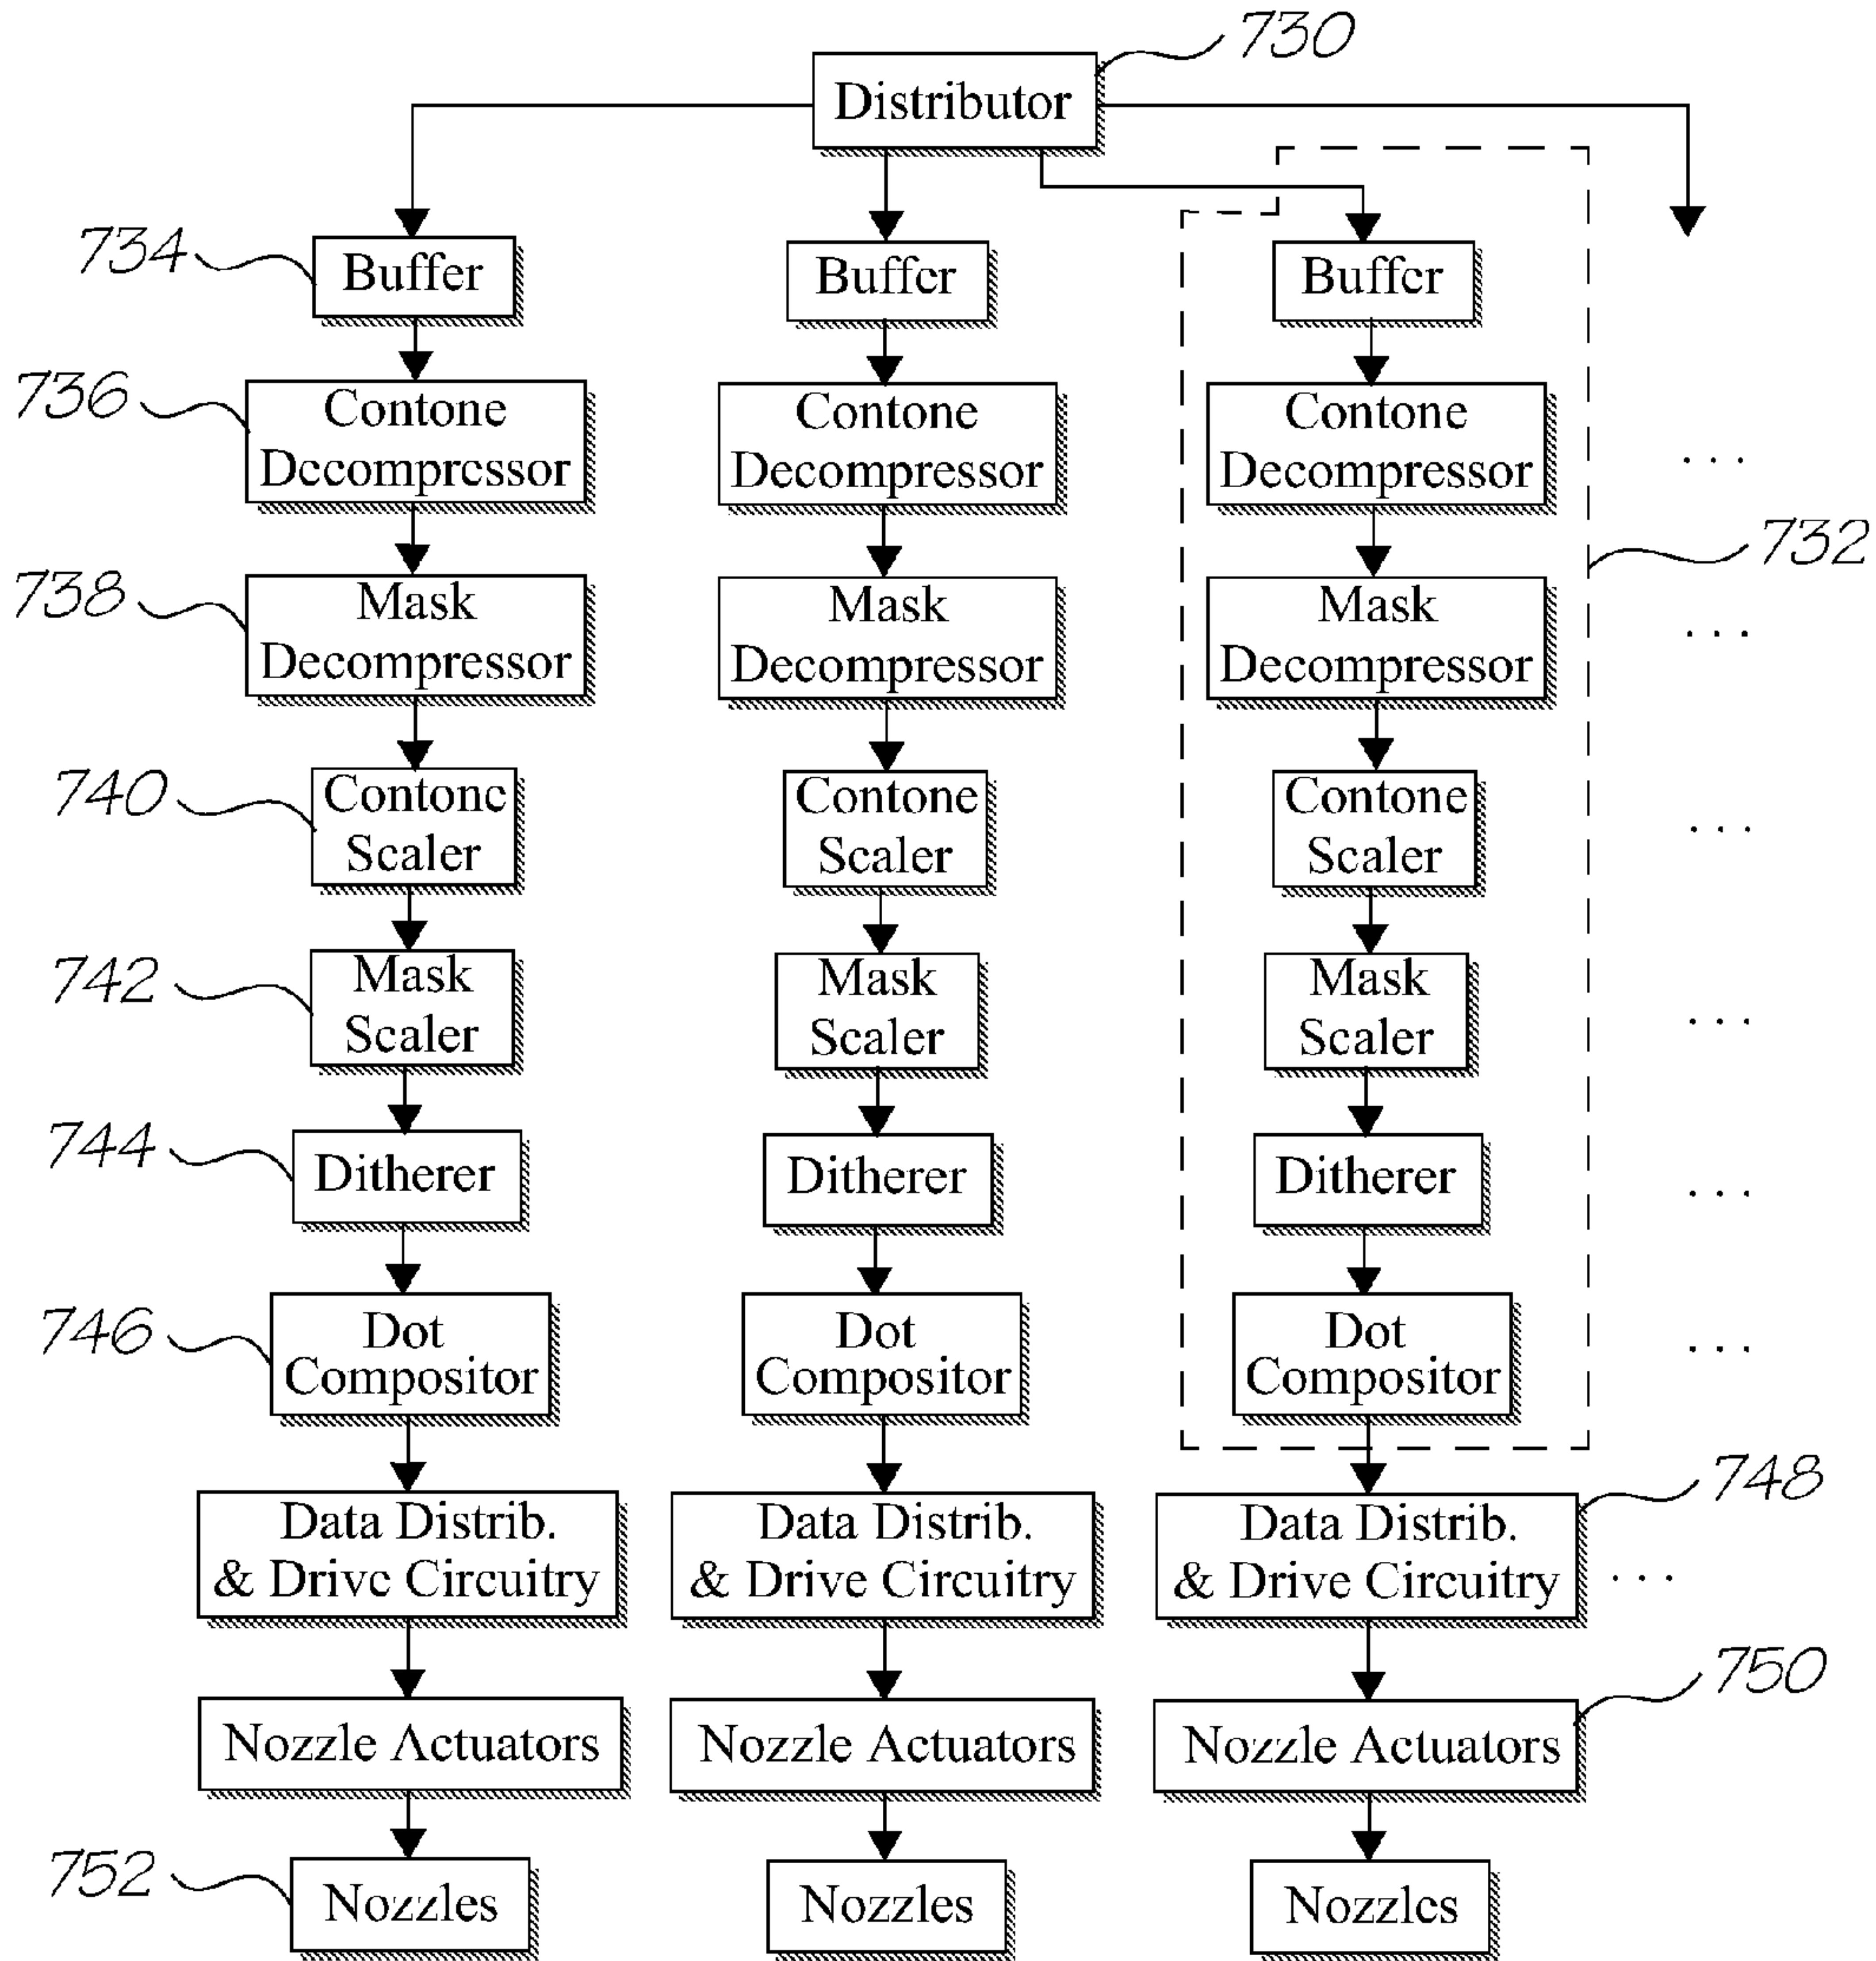 730
Distributor
734
Buffer
Buffer
Buffer
736
Contone
Decompressor
Contone
Decompressor
Contone
Decompressor
. . .
732
738
Mask
Decompressor
Mask
Decompressor
Mask
Decompressor
. . .
740
Contone
Scaler
Contone
Scaler
Contone
Scaler
. . .
742
Mask
Scaler
Mask
Scaler
Mask
Scaler
. . .
744
Ditherer
Ditherer
Ditherer
. . .
746
Dot
Compositor
Dot
Compositor
Dot
Compositor
. . .
748
Data Distrib.
& Drive Circuitry
Data Distrib.
& Drive Circuitry
Data Distrib.
& Drive Circuitry
. . .
750
Nozzle Actuators
Nozzle Actuators
Nozzle Actuators
752
Nozzles
Nozzles
Nozzles